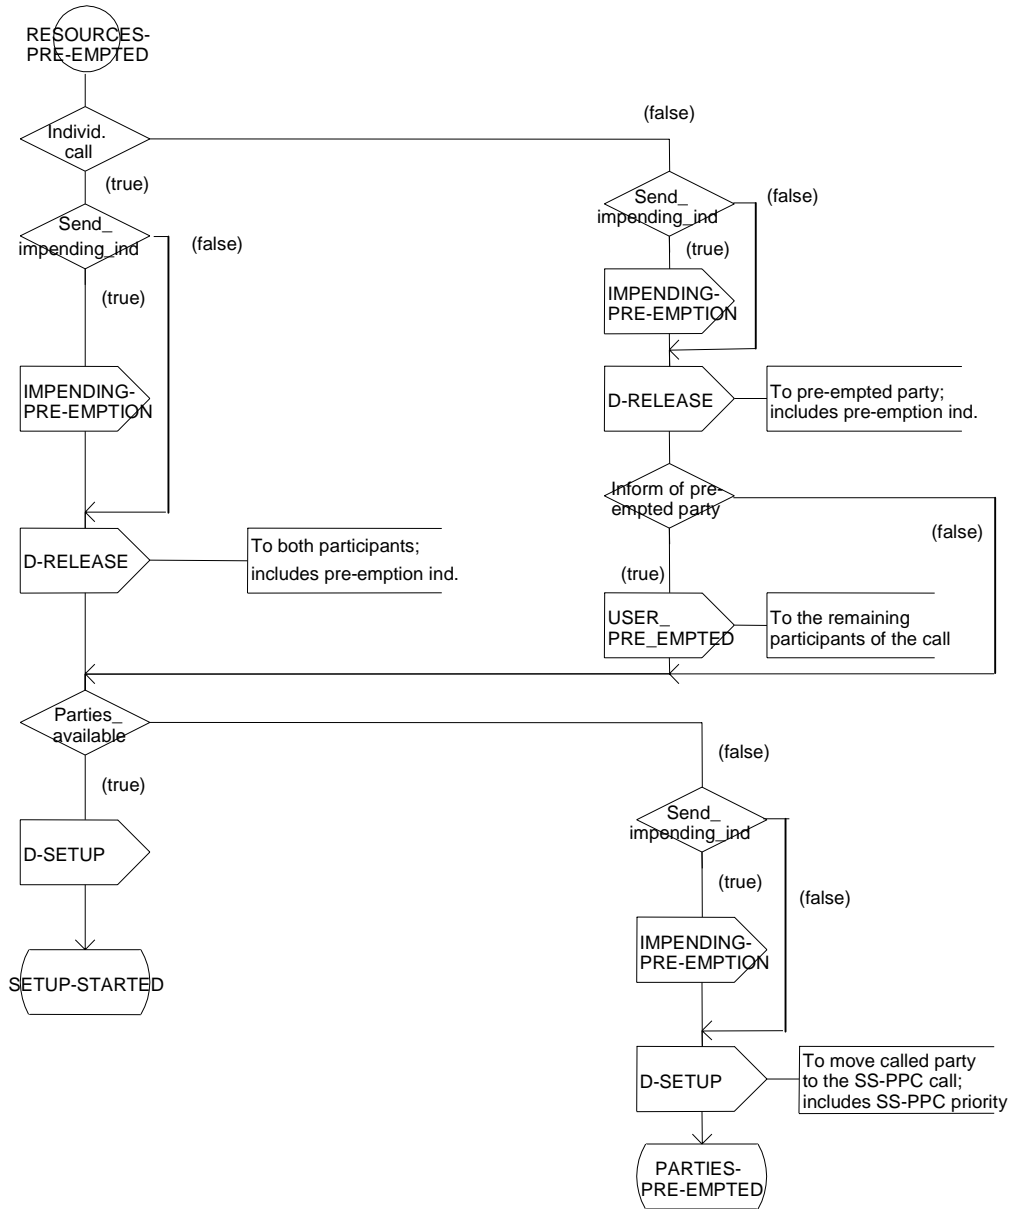 RESOURCES-
PRE-EMPTED
Individ.
call
(false)
(true)
Send_
impending_ind
(false)
(true)
IMPENDING-
PRE-EMPTION
D-RELEASE
To both participants;
includes pre-emption ind.
Send_
impending_ind
(false)
(true)
IMPENDING-
PRE-EMPTION
D-RELEASE
To pre-empted party;
includes pre-emption ind.
Inform of pre-
empted party
(false)
(true)
USER_
PRE_EMPTED
To the remaining
participants of the call
Parties_
available
(true)
(false)
D-SETUP
SETUP-STARTED
Send_
impending_ind
(true)
(false)
IMPENDING-
PRE-EMPTION
D-SETUP
To move called party
to the SS-PPC call;
includes SS-PPC priority
PARTIES-
PRE-EMPTED